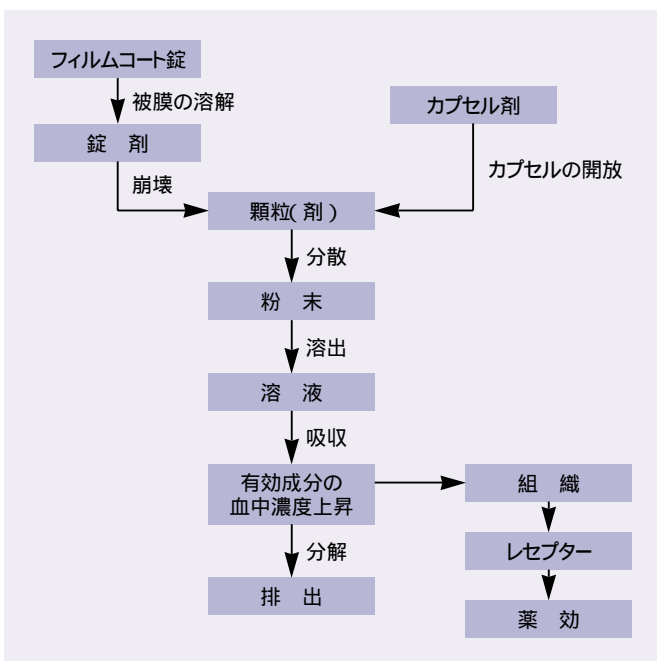 フィルムコート錠
被膜の溶解
カプセル剤
錠 剤
カプセルの開放
崩壊
顆粒(剤)
分散
粉 末
溶出
溶 液
吸収
有効成分の
血中濃度上昇
組 織
分解
レセプター
排 出
薬 効